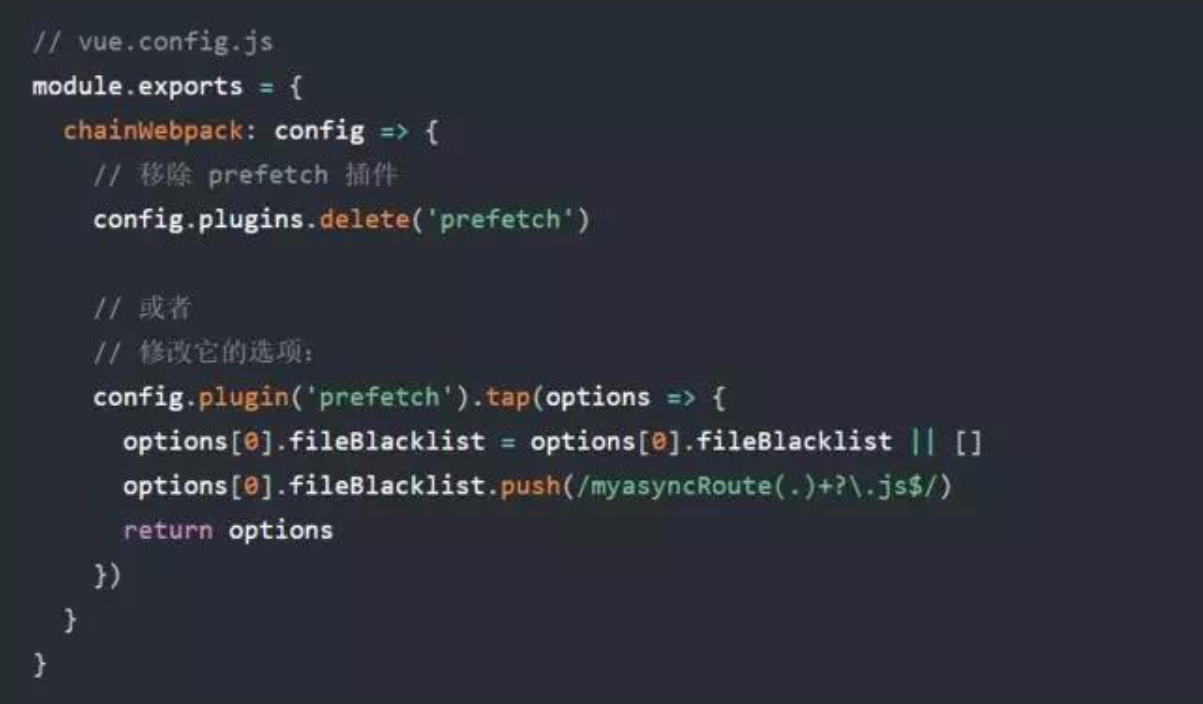 // vue.config.js
module.exports = {
  chainWebpack: config => {
    // 移除 prefetch 插件
    config.plugins.delete('prefetch')

    // 或者
    // 修改它的选项：
    config.plugin('prefetch').tap(options => {
      options[0].fileBlacklist = options[0].fileBlacklist || []
      options[0].fileBlacklist.push(/myasyncRoute(.)+?\.js$/)
      return options
    })
  }
}